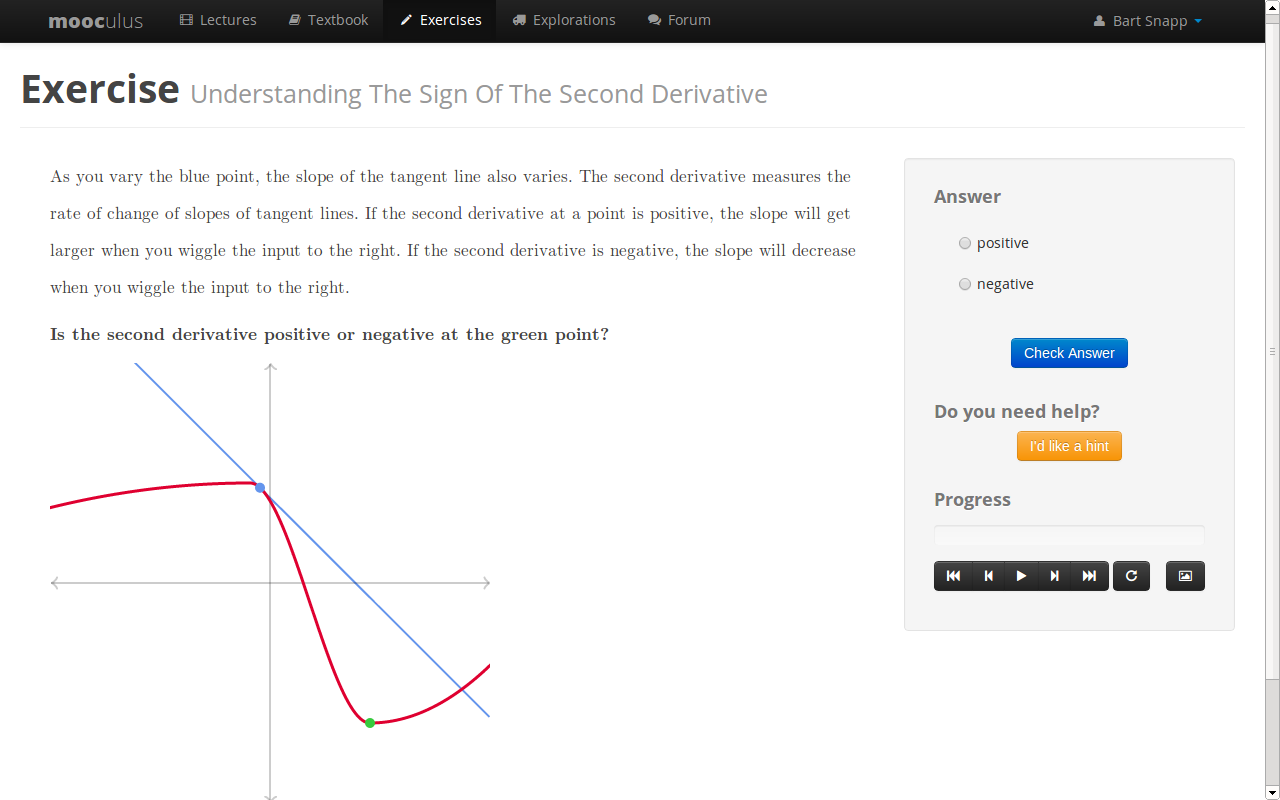 mooculus Lectures Textbook Exercises Explorations Forum Bart Snapp
Exercise Understanding The Sign Of The Second Derivative
As you vary the blue point, the slope of the tangent line also varies. The second derivative measures the
rate of change of slopes of tangent lines. If the second derivative at a point is positive, the slope will get
larger when you wiggle the input to the right. If the second derivative is negative, the slope will decrease
when you wiggle the input to the right.
Is the second derivative positive or negative at the green point?
Answer
positive
negative
Check Answer
Do you need help?
I'd like a hint
Progress